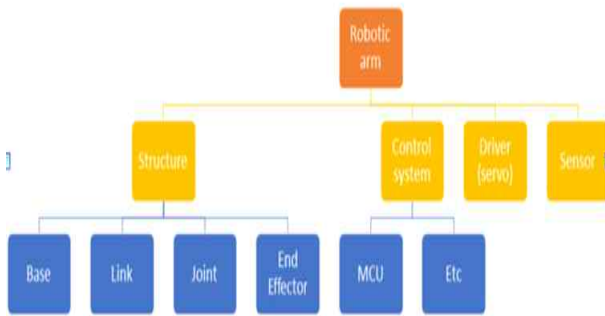 Robotic
arm
Structure
Control
system
Driver
(servo)
Sensor
Base
Link
Joint
End
Effector
MCU
Etc